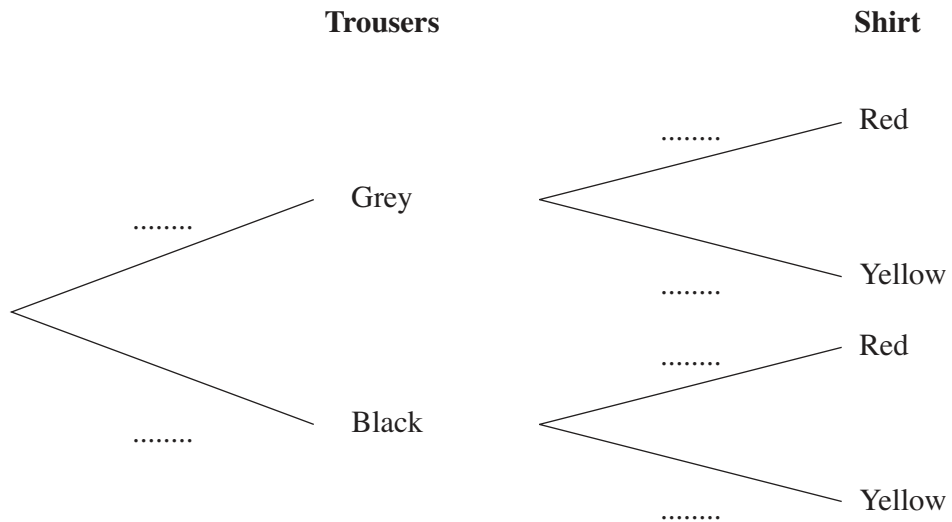 Trousers Shirt
........ Red
Grey
........
Yellow
........
........ Red
Black
........
Yellow
........